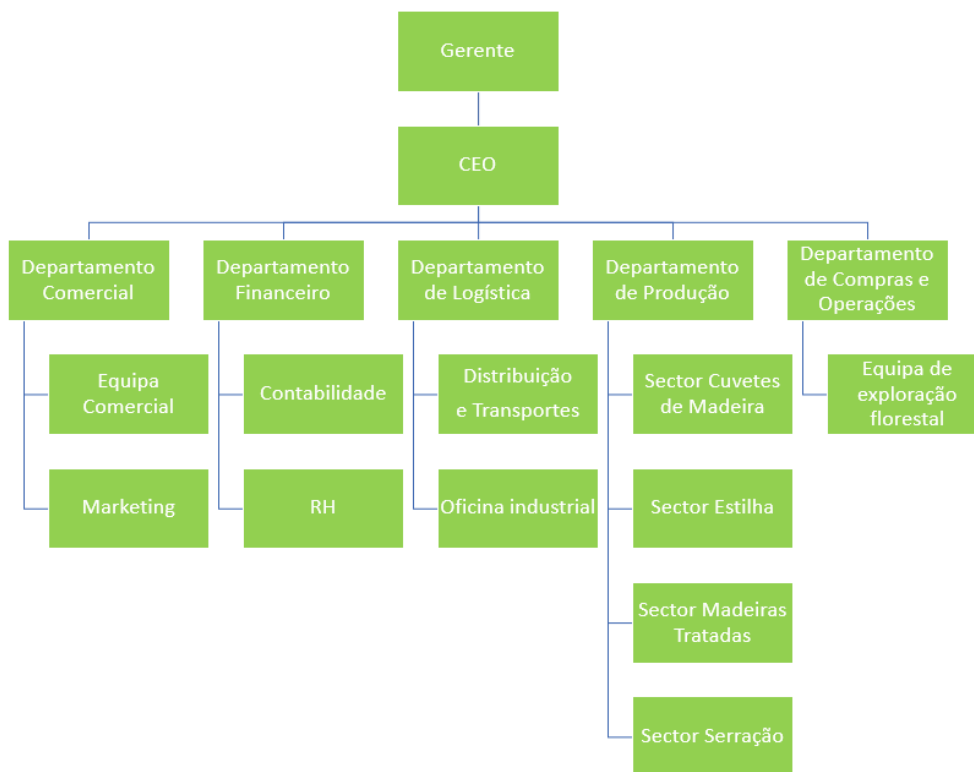 Gerente
CEO
Departamento
Comercial
Departamento
Financeiro
Departamento
de Logística
Departamento
de Produção
Departamento
de Compras e
Operações
Equipa
Comercial
Contabilidade
Distribuição
e Transportes
Sector Cuvetes
de Madeira
Equipa de
exploração
florestal
Marketing
RH
Oficina industrial
Sector Estilha
Sector Madeiras
Tratadas
Sector Serração